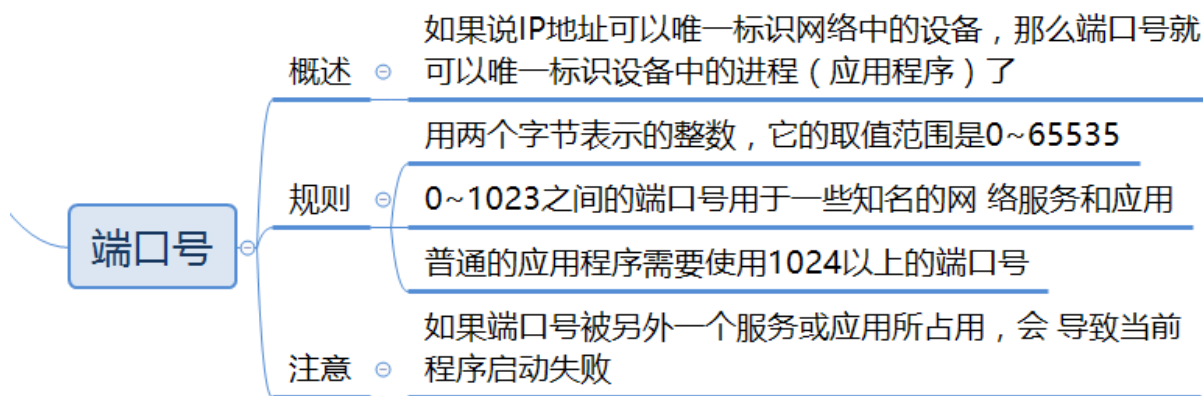 端口号
概述
如果说IP地址可以唯一标识网络中的设备，那么端口号就
可以唯一标识设备中的进程（应用程序）了
规则
用两个字节表示的整数，它的取值范围是0~65535
0~1023之间的端口号用于一些知名的网 络服务和应用
普通的应用程序需要使用1024以上的端口号
注意
如果端口号被另外一个服务或应用所占用，会 导致当前
程序启动失败